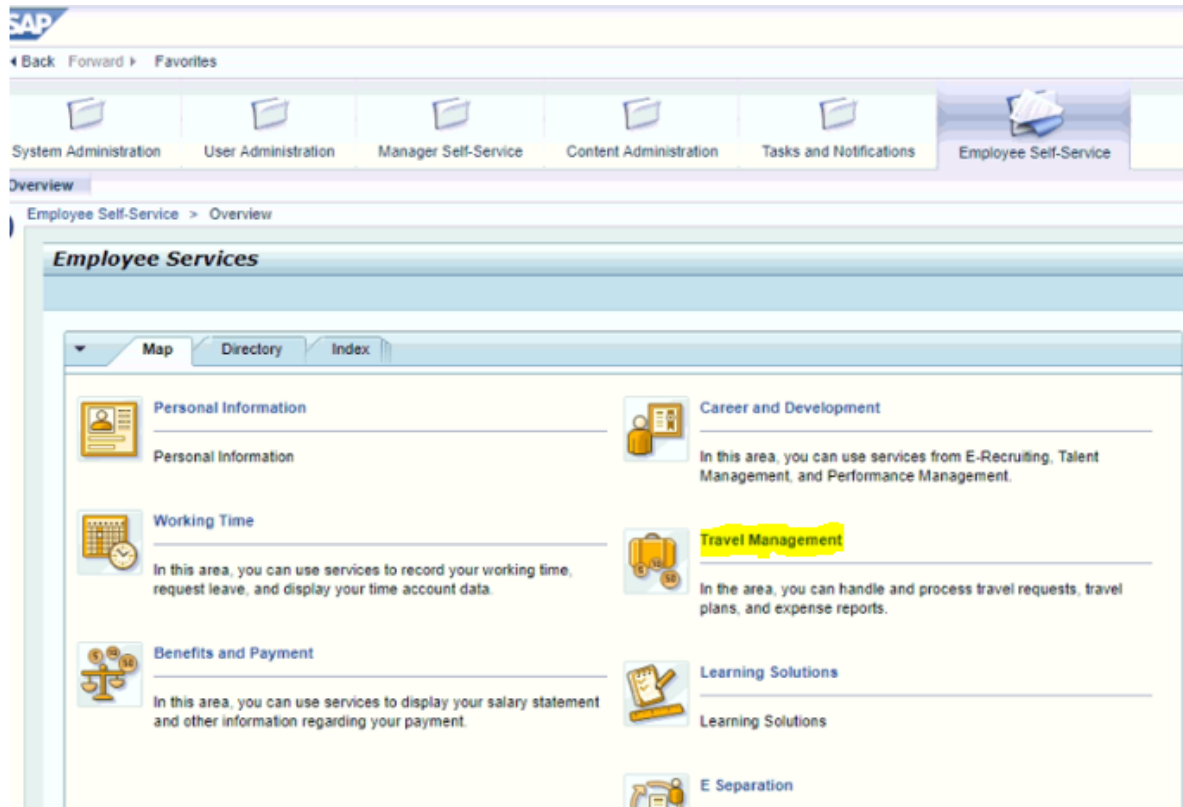 SAP
Back Forward Favorites
System Administration User Administration Manager Self-Service Content Administration Tasks and Notifications Employee Self-Service
Overview
Employee Self-Service > Overview
Employee Services
Map Directory Index
Personal Information
Personal Information
Working Time
In this area, you can use services to record your working time,
request leave, and display your time account data.
Benefits and Payment
In this area, you can use services to display your salary statement
and other information regarding your payment.
Career and Development
In this area, you can use services from E-Recruiting, Talent
Management, and Performance Management.
Travel Management
In the area, you can handle and process travel requests, travel
plans, and expense reports.
Learning Solutions
Learning Solutions
E Separation